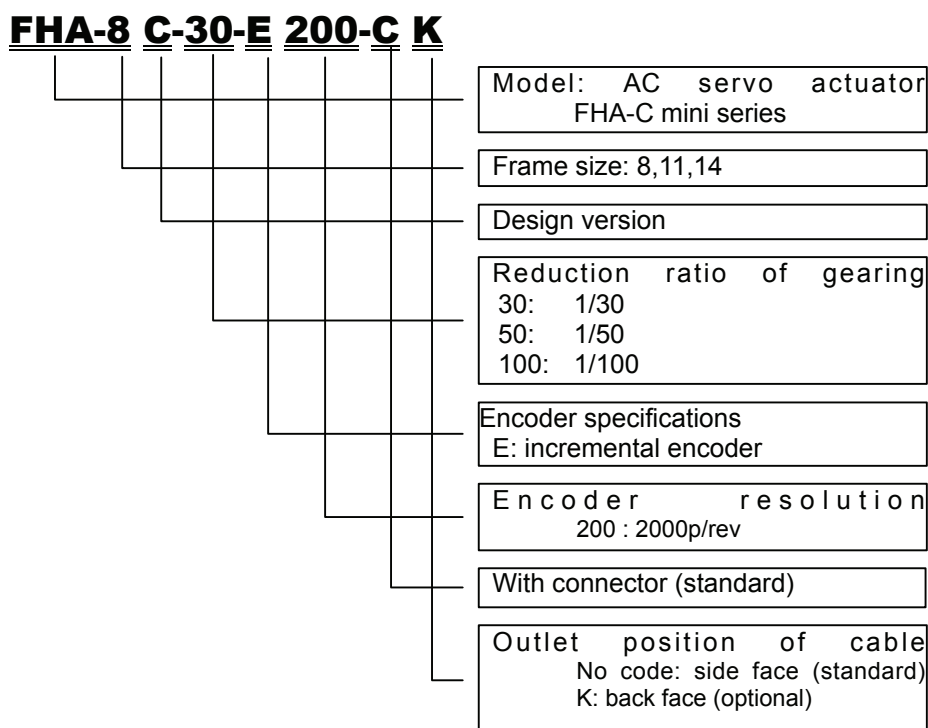 FHA-8 C-30-E 200-C K
Model: AC servo actuator
FHA-C mini series
Frame size: 8,11,14
Design version
Reduction ratio of gearing
30: 1/30
50: 1/50
100: 1/100
Encoder specifications
E: incremental encoder
Encoder resolution
200 : 2000p/rev
With connector (standard)
Outlet position of cable
No code: side face (standard)
K: back face (optional)